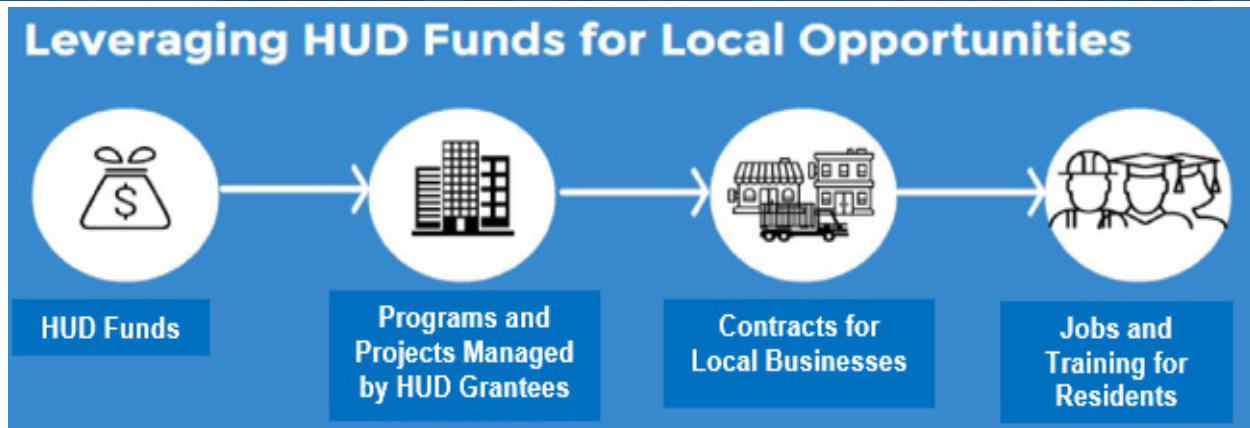 Leveraging HUD Funds for Local Opportunities
$
HUD Funds
Programs and
Projects Managed
by HUD Grantees
Contracts for
Local Businesses
Jobs and
Training for
Residents